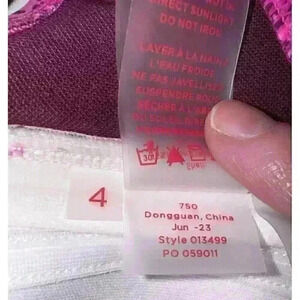 DIRECT SUNLIGHT
DO NOT IRON
LAVER À LA MAIN À
L'EAU FROIDE
NE PAS JAVELLISER
SUSPENDRE POUR
SÉCHER À L'ABRI
30
4
750
Dongguan, China
Jun -23
Style 013499
PO 059011